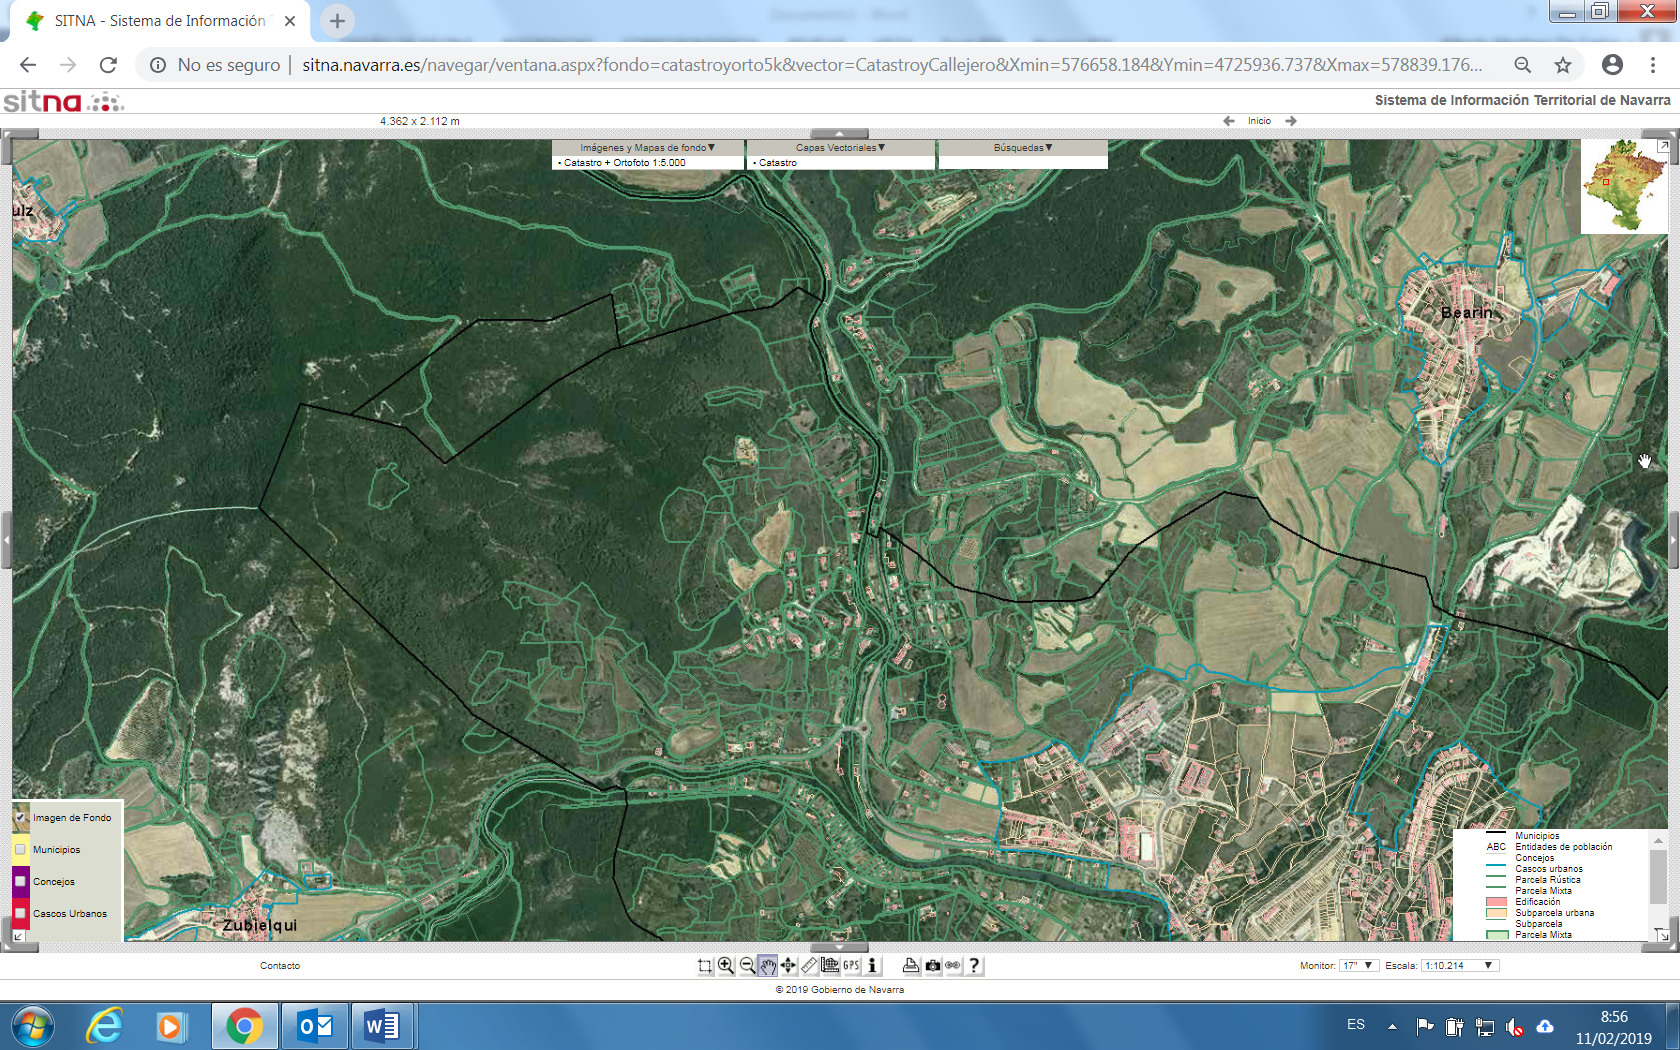 SITNA - Sistema de Información T
No es seguro | sitna.navarra.es/navegar/ventana.aspx?fondo=catastroyorto5k&vector=CatastroyCallejero&Xmin=576658.184&Ymin=4725936.737&Xmax=578839.176...
sitna
Sistema de Información Territorial de Navarra
4.362 x 2.112 m
Inicio
Imágenes y Mapas de fondo▼
Capas Vectoriales▼
Búsquedas▼
• Catastro + Ortofoto 1:5.000
• Catastro
ulz
Bearin
Imagen de Fondo
Municipios
Concejos
Cascos Urbanos
Zubielqui
Municipios
ABC Entidades de población
Concejos
Cascos urbanos
Parcela Rústica
Parcela Mixta
Edificación
Subparcela urbana
Subparcela
Parcela Mixta
Contacto
GPS
?
Monitor: 17" ▼ Escala: 1:10.214 ▼
© 2019 Gobierno de Navarra
ES
8:56
11/02/2019